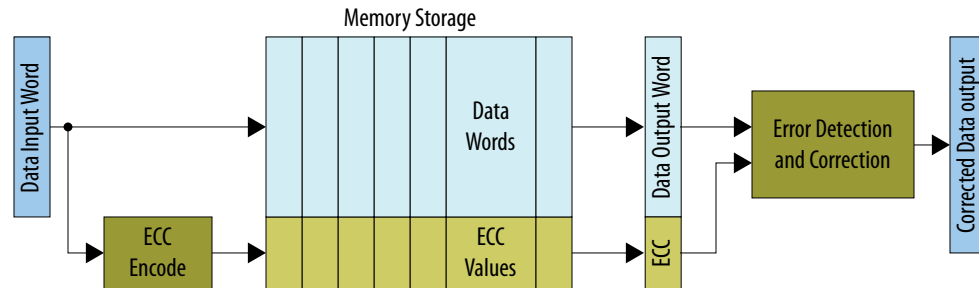 Memory Storage
Data Input Word
Data
Words
Data Output Word
Error Detection
and Correction
Corrected Data output
ECC
Encode
ECC
Values
ECC